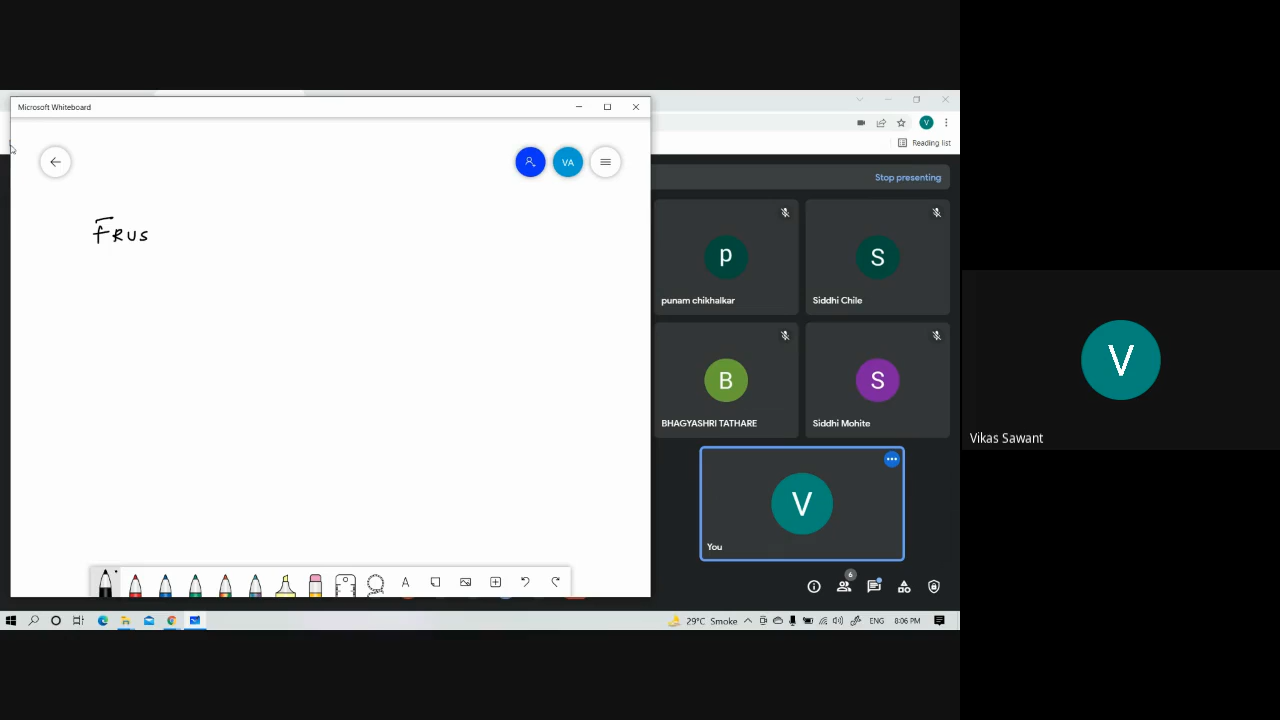 Microsoft Whiteboard
V
Reading list
VA
Stop presenting
FRUS
p
punam chikhalkar
S
Siddhi Chile
B
BHAGYASHRI TATHARE
S
Siddhi Mohite
V
You
V
Vikas Sawant
A
6
29°C Smoke
ENG
8:06 PM